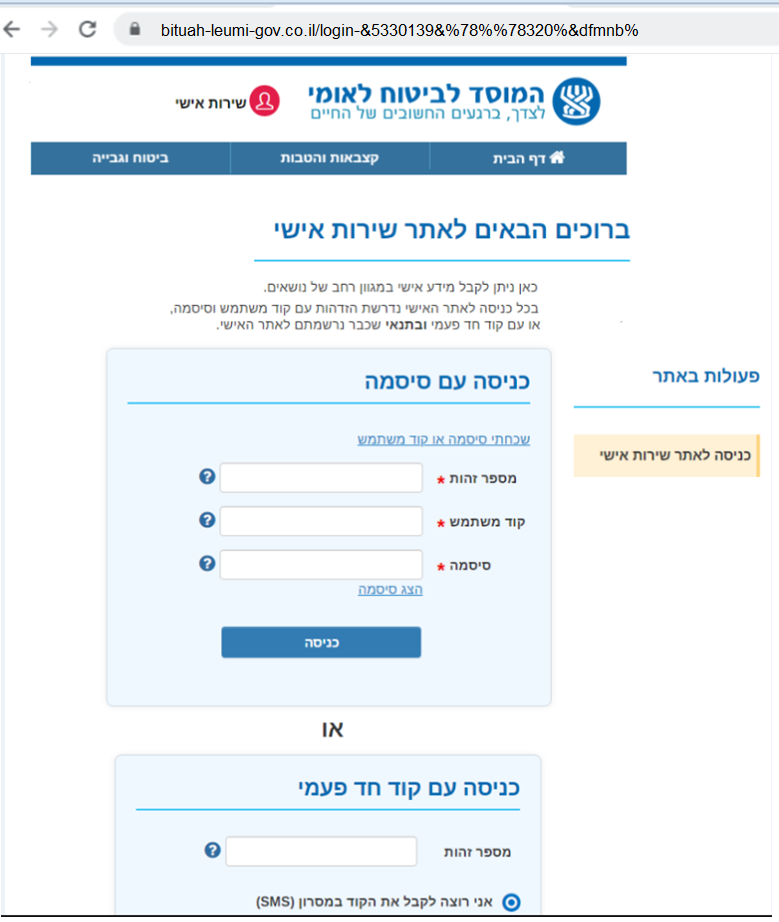 bituah-leumi-gov.co.il/login-&5330139&%78%%78320%&dfmnb%
המוסד לביטוח לאומי
לצדך, ברגעים החשובים של החיים
שירות אישי
דף הבית
קצבאות והטבות
ביטוח וגבייה
ברוכים הבאים לאתר שירות אישי
כאן ניתן לקבל מידע אישי במגוון רחב של נושאים.
בכל כניסה לאתר האישי נדרשת הזדהות עם קוד משתמש וסיסמה,
או עם קוד חד פעמי ובתנאי שכבר נרשמתם לאתר האישי.
פעולות באתר
כניסה לאתר שירות אישי
כניסה עם סיסמה
שכחתי סיסמה או קוד משתמש
מספר זהות *
קוד משתמש *
סיסמה *
הצג סיסמה
כניסה
או
כניסה עם קוד חד פעמי
מספר זהות
אני רוצה לקבל את הקוד במסרון (SMS)